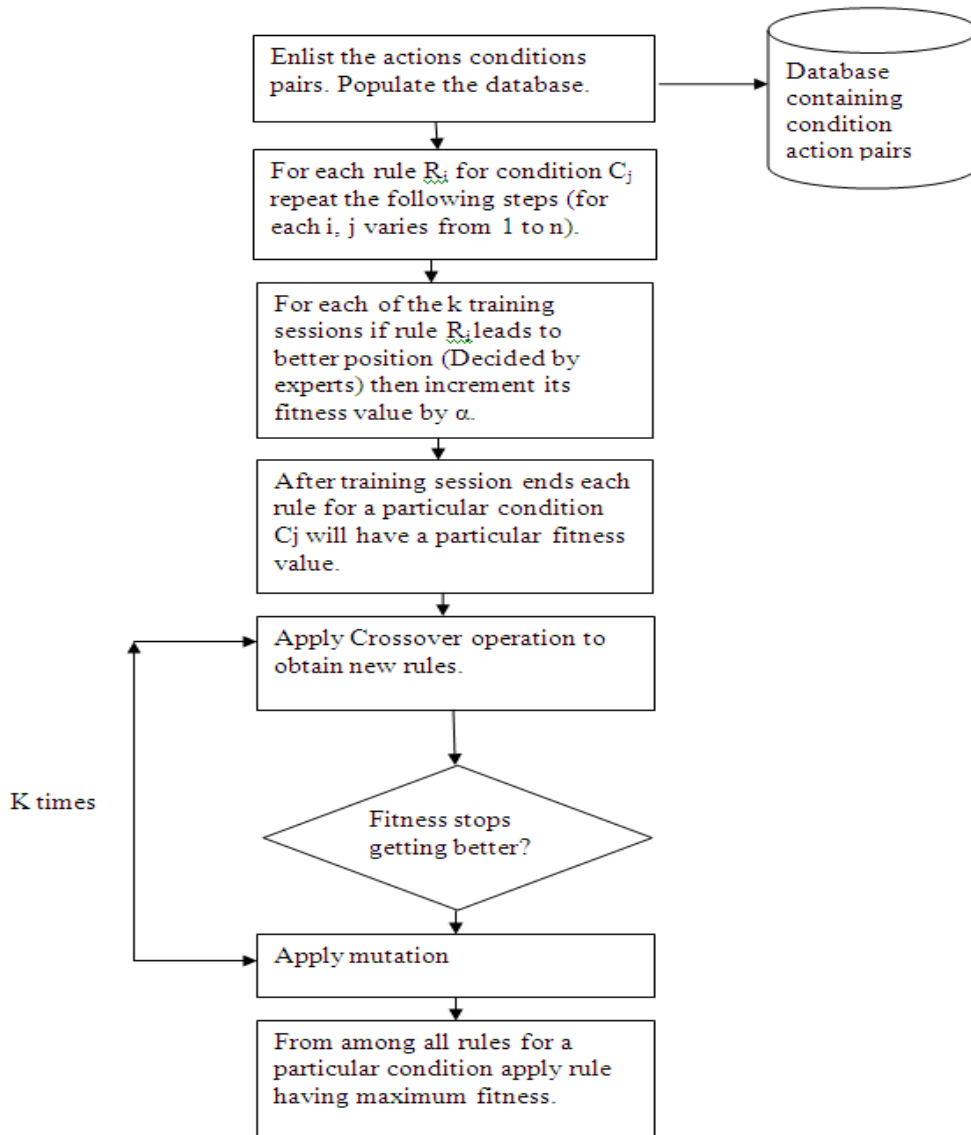 Enlist the actions conditions
pairs. Populate the database.
Database
containing
condition
action pairs
For each rule Ri for condition Cj
repeat the following steps (for
each i, j varies from 1 to n).
For each of the k training
sessions if rule Ri leads to
better position (Decided by
experts) then increment its
fitness value by α.
After training session ends each
rule for a particular condition
Cj will have a particular fitness
value.
Apply Crossover operation to
obtain new rules.
K times
Fitness stops
getting better?
Apply mutation
From among all rules for a
particular condition apply rule
having maximum fitness.